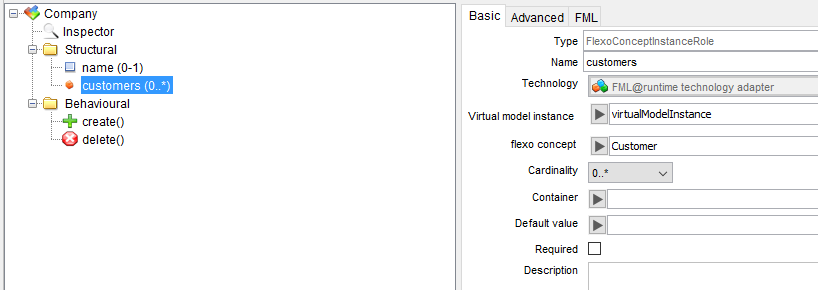 Company
Inspector
Structural
name (0-1)
customers (0..*)
Behavioural
create()
delete()
Basic
Advanced
FML
Type FlexoConceptInstanceRole
Name customers
Technology FML@runtime technology adapter
Virtual model instance virtualModelInstance
flexo concept Customer
Cardinality 0..*
Container
Default value
Required
Description